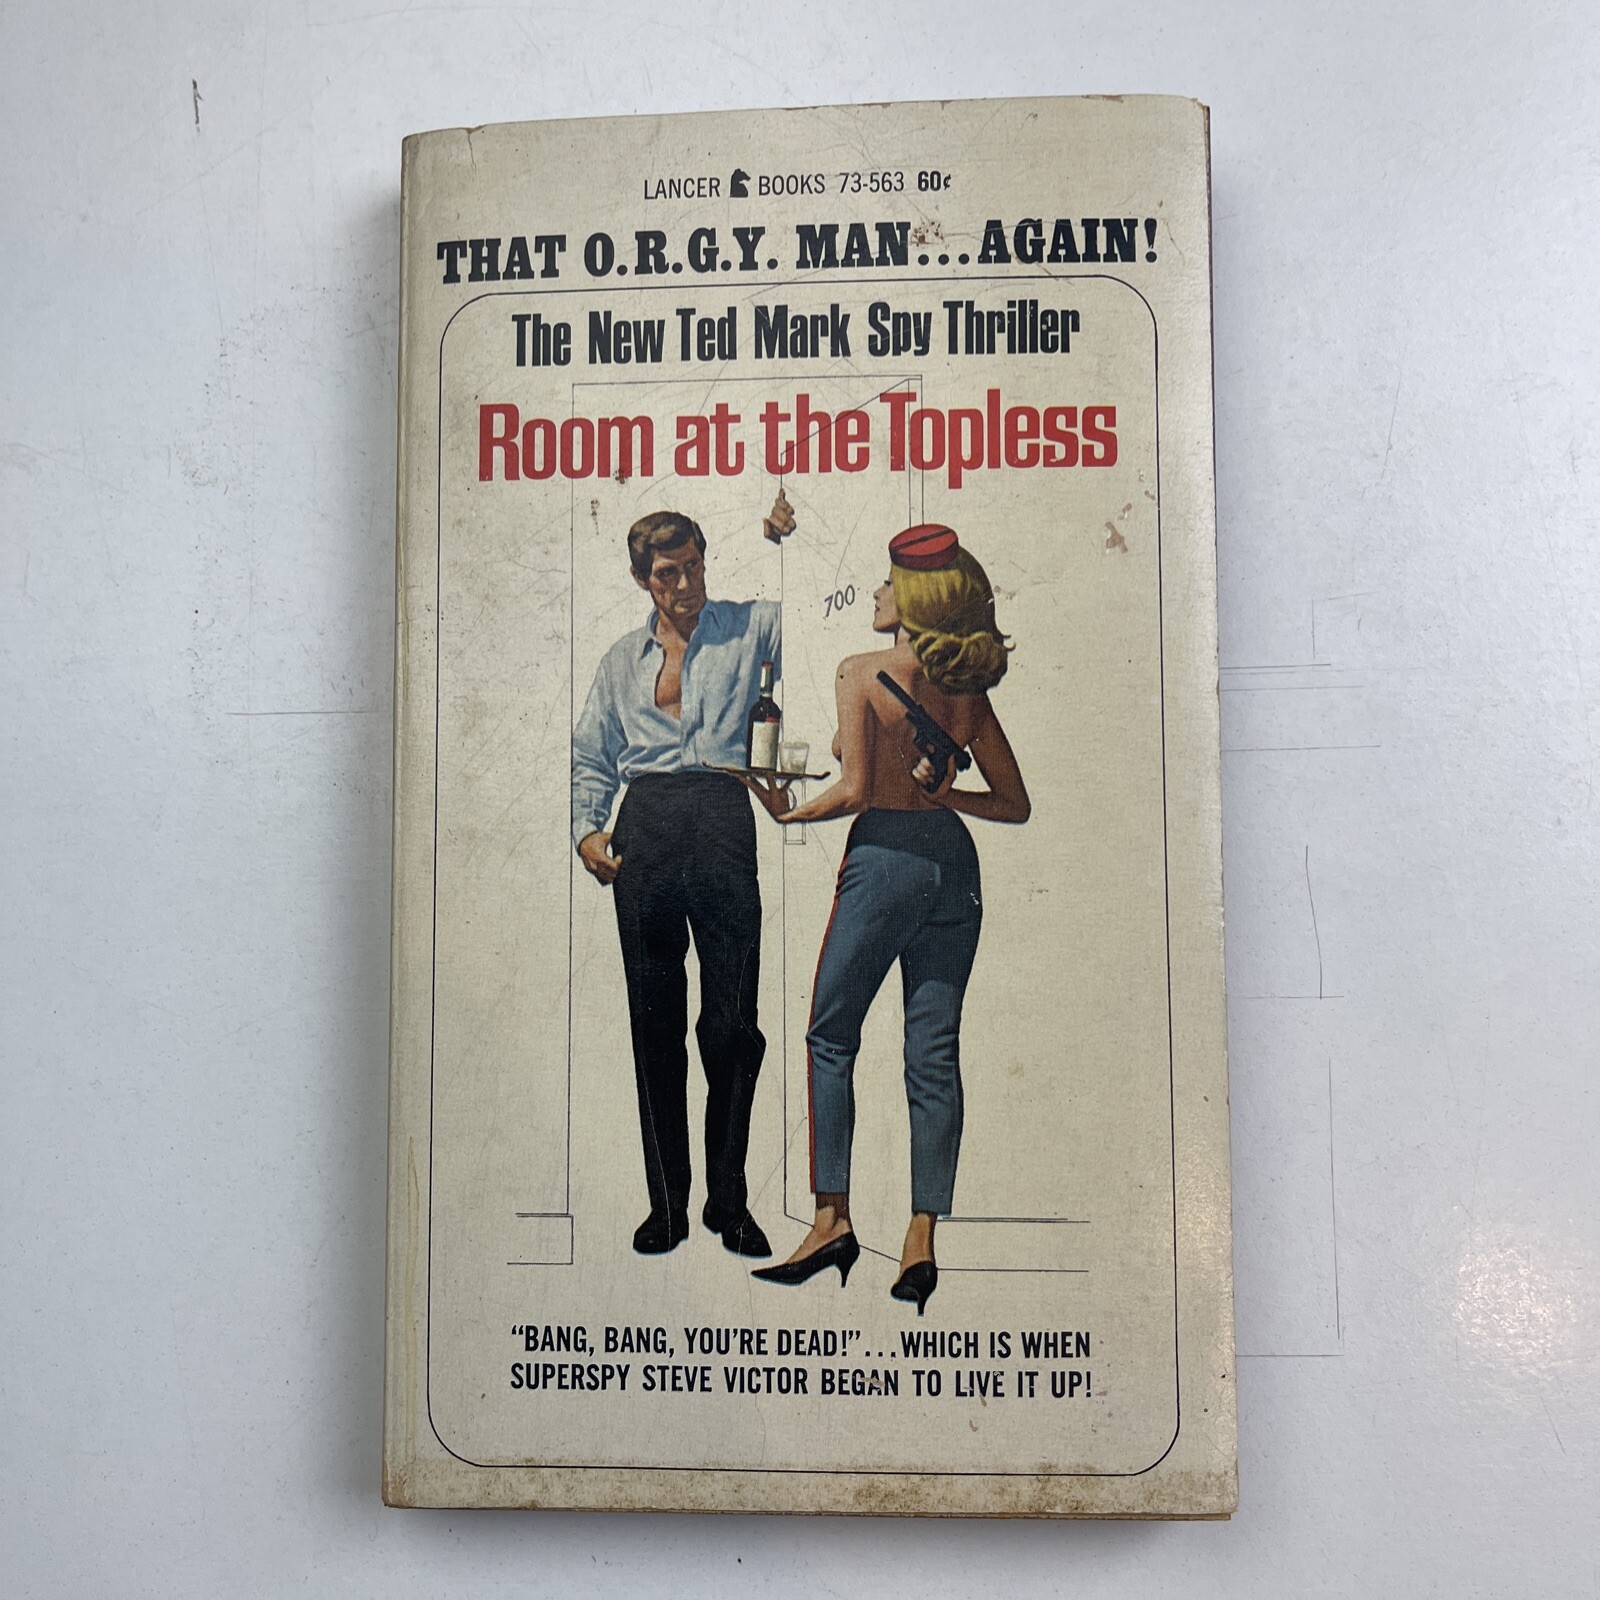 LANCER BOOKS 73-563 60¢
THAT O.R.G.Y. MAN...AGAIN!
The New Ted Mark Spy Thriller
Room at the Topless
700
“BANG, BANG, YOU’RE DEAD!”...WHICH IS WHEN
SUPERSPY STEVE VICTOR BEGAN TO LIVE IT UP!